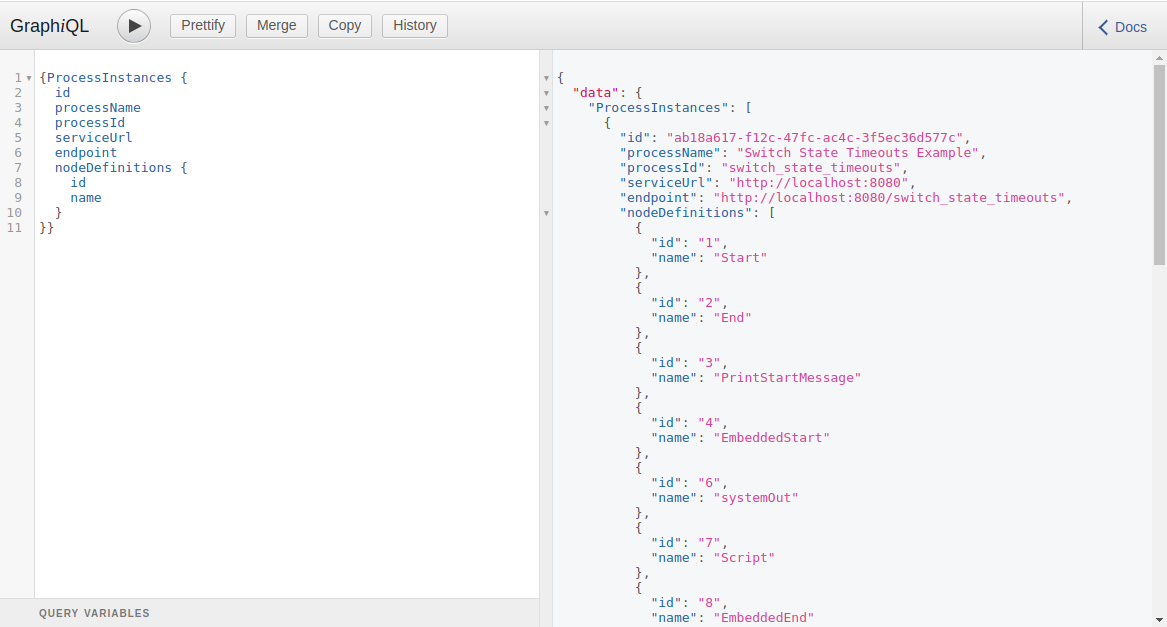 GraphiQL
Prettify
Merge
Copy
History
Docs
1 {ProcessInstances {
2 id
3 processName
4 processId
5 serviceUrl
6 endpoint
7 nodeDefinitions {
8 id
9 name
10 }
11 }}
QUERY VARIABLES
{
"data": {
"ProcessInstances": [
{
"id": "ab18a617-f12c-47fc-ac4c-3f5ec36d577c",
"processName": "Switch State Timeouts Example",
"processId": "switch_state_timeouts",
"serviceUrl": "http://localhost:8080",
"endpoint": "http://localhost:8080/switch_state_timeouts",
"nodeDefinitions": [
{
"id": "1",
"name": "Start"
},
{
"id": "2",
"name": "End"
},
{
"id": "3",
"name": "PrintStartMessage"
},
{
"id": "4",
"name": "EmbeddedStart"
},
{
"id": "6",
"name": "systemOut"
},
{
"id": "7",
"name": "Script"
},
{
"id": "8",
"name": "EmbeddedEnd"